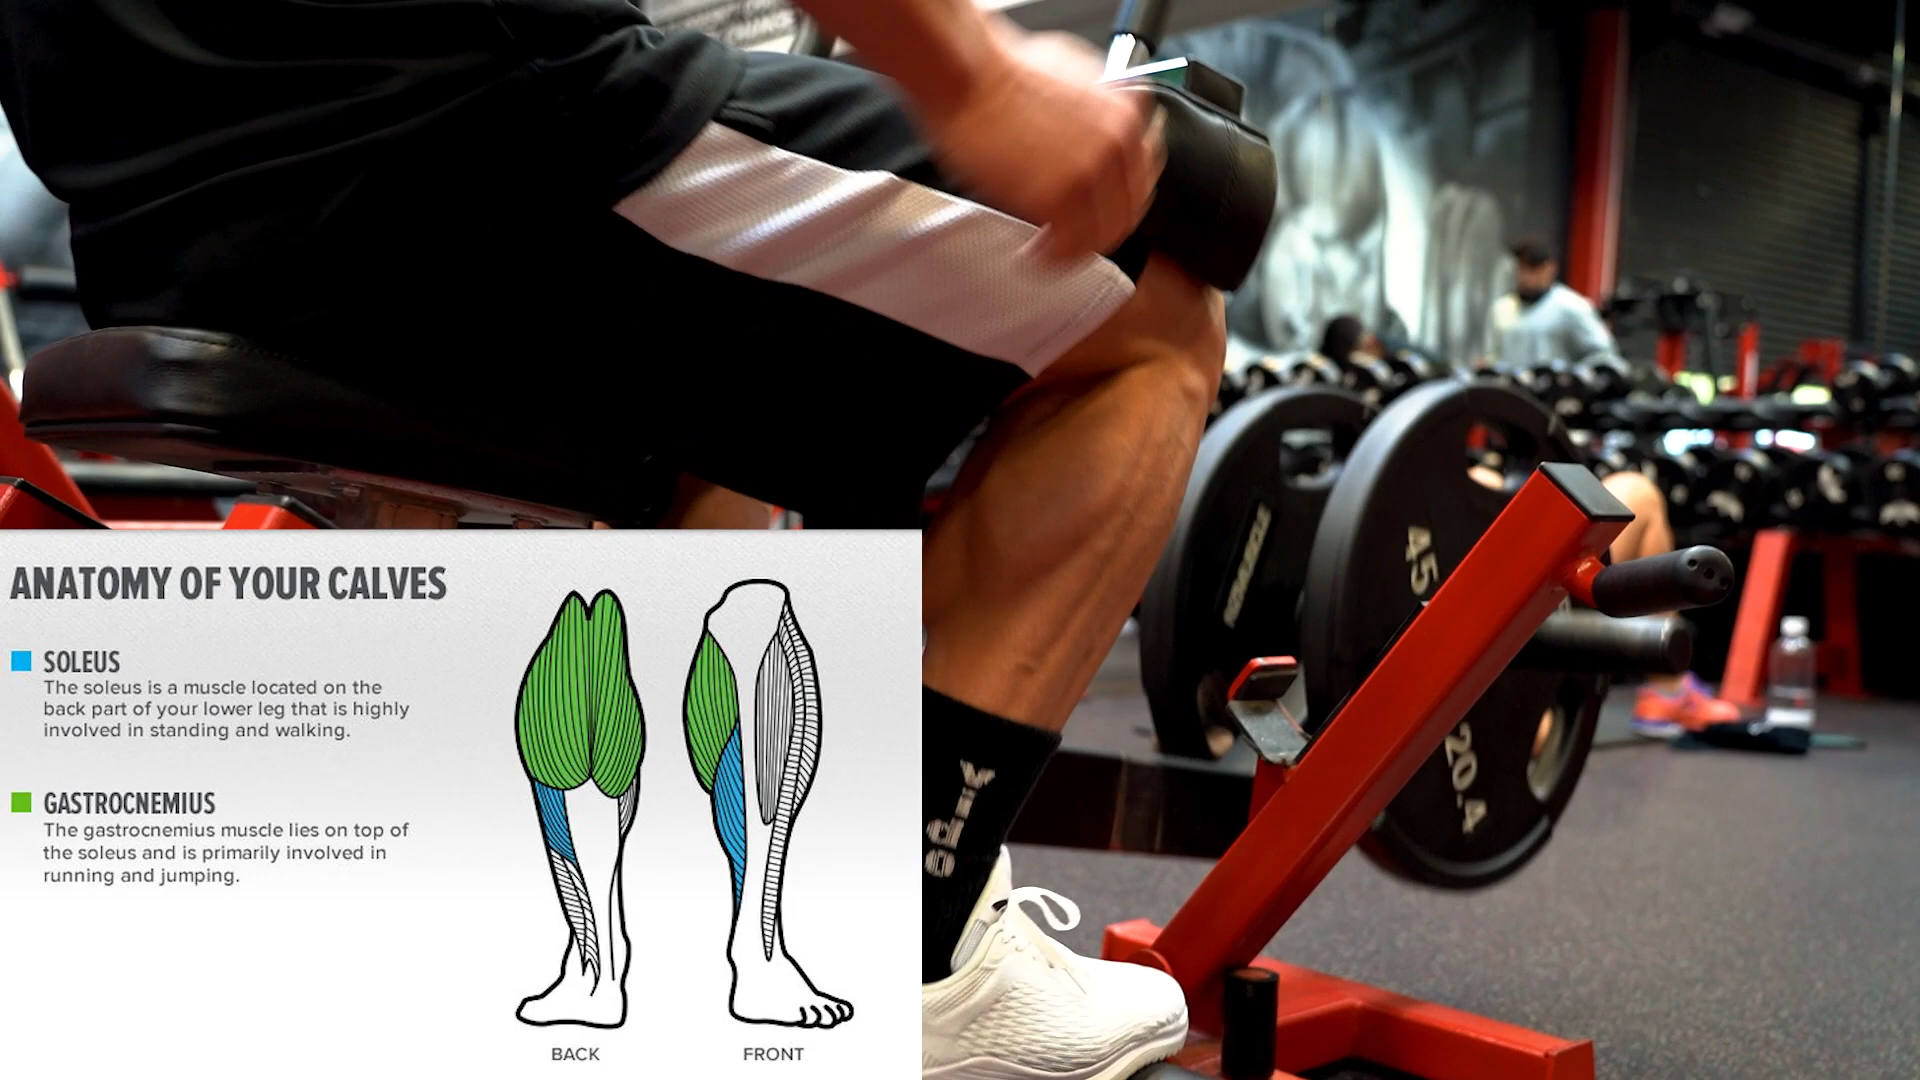 ANATOMY OF YOUR CALVES
SOLEUS
The soleus is a muscle located on the
back part of your lower leg that is highly
involved in standing and walking.
GASTROCNEMIUS
The gastrocnemius muscle lies on top of
the soleus and is primarily involved in
running and jumping.
BACK
FRONT
45
20.4